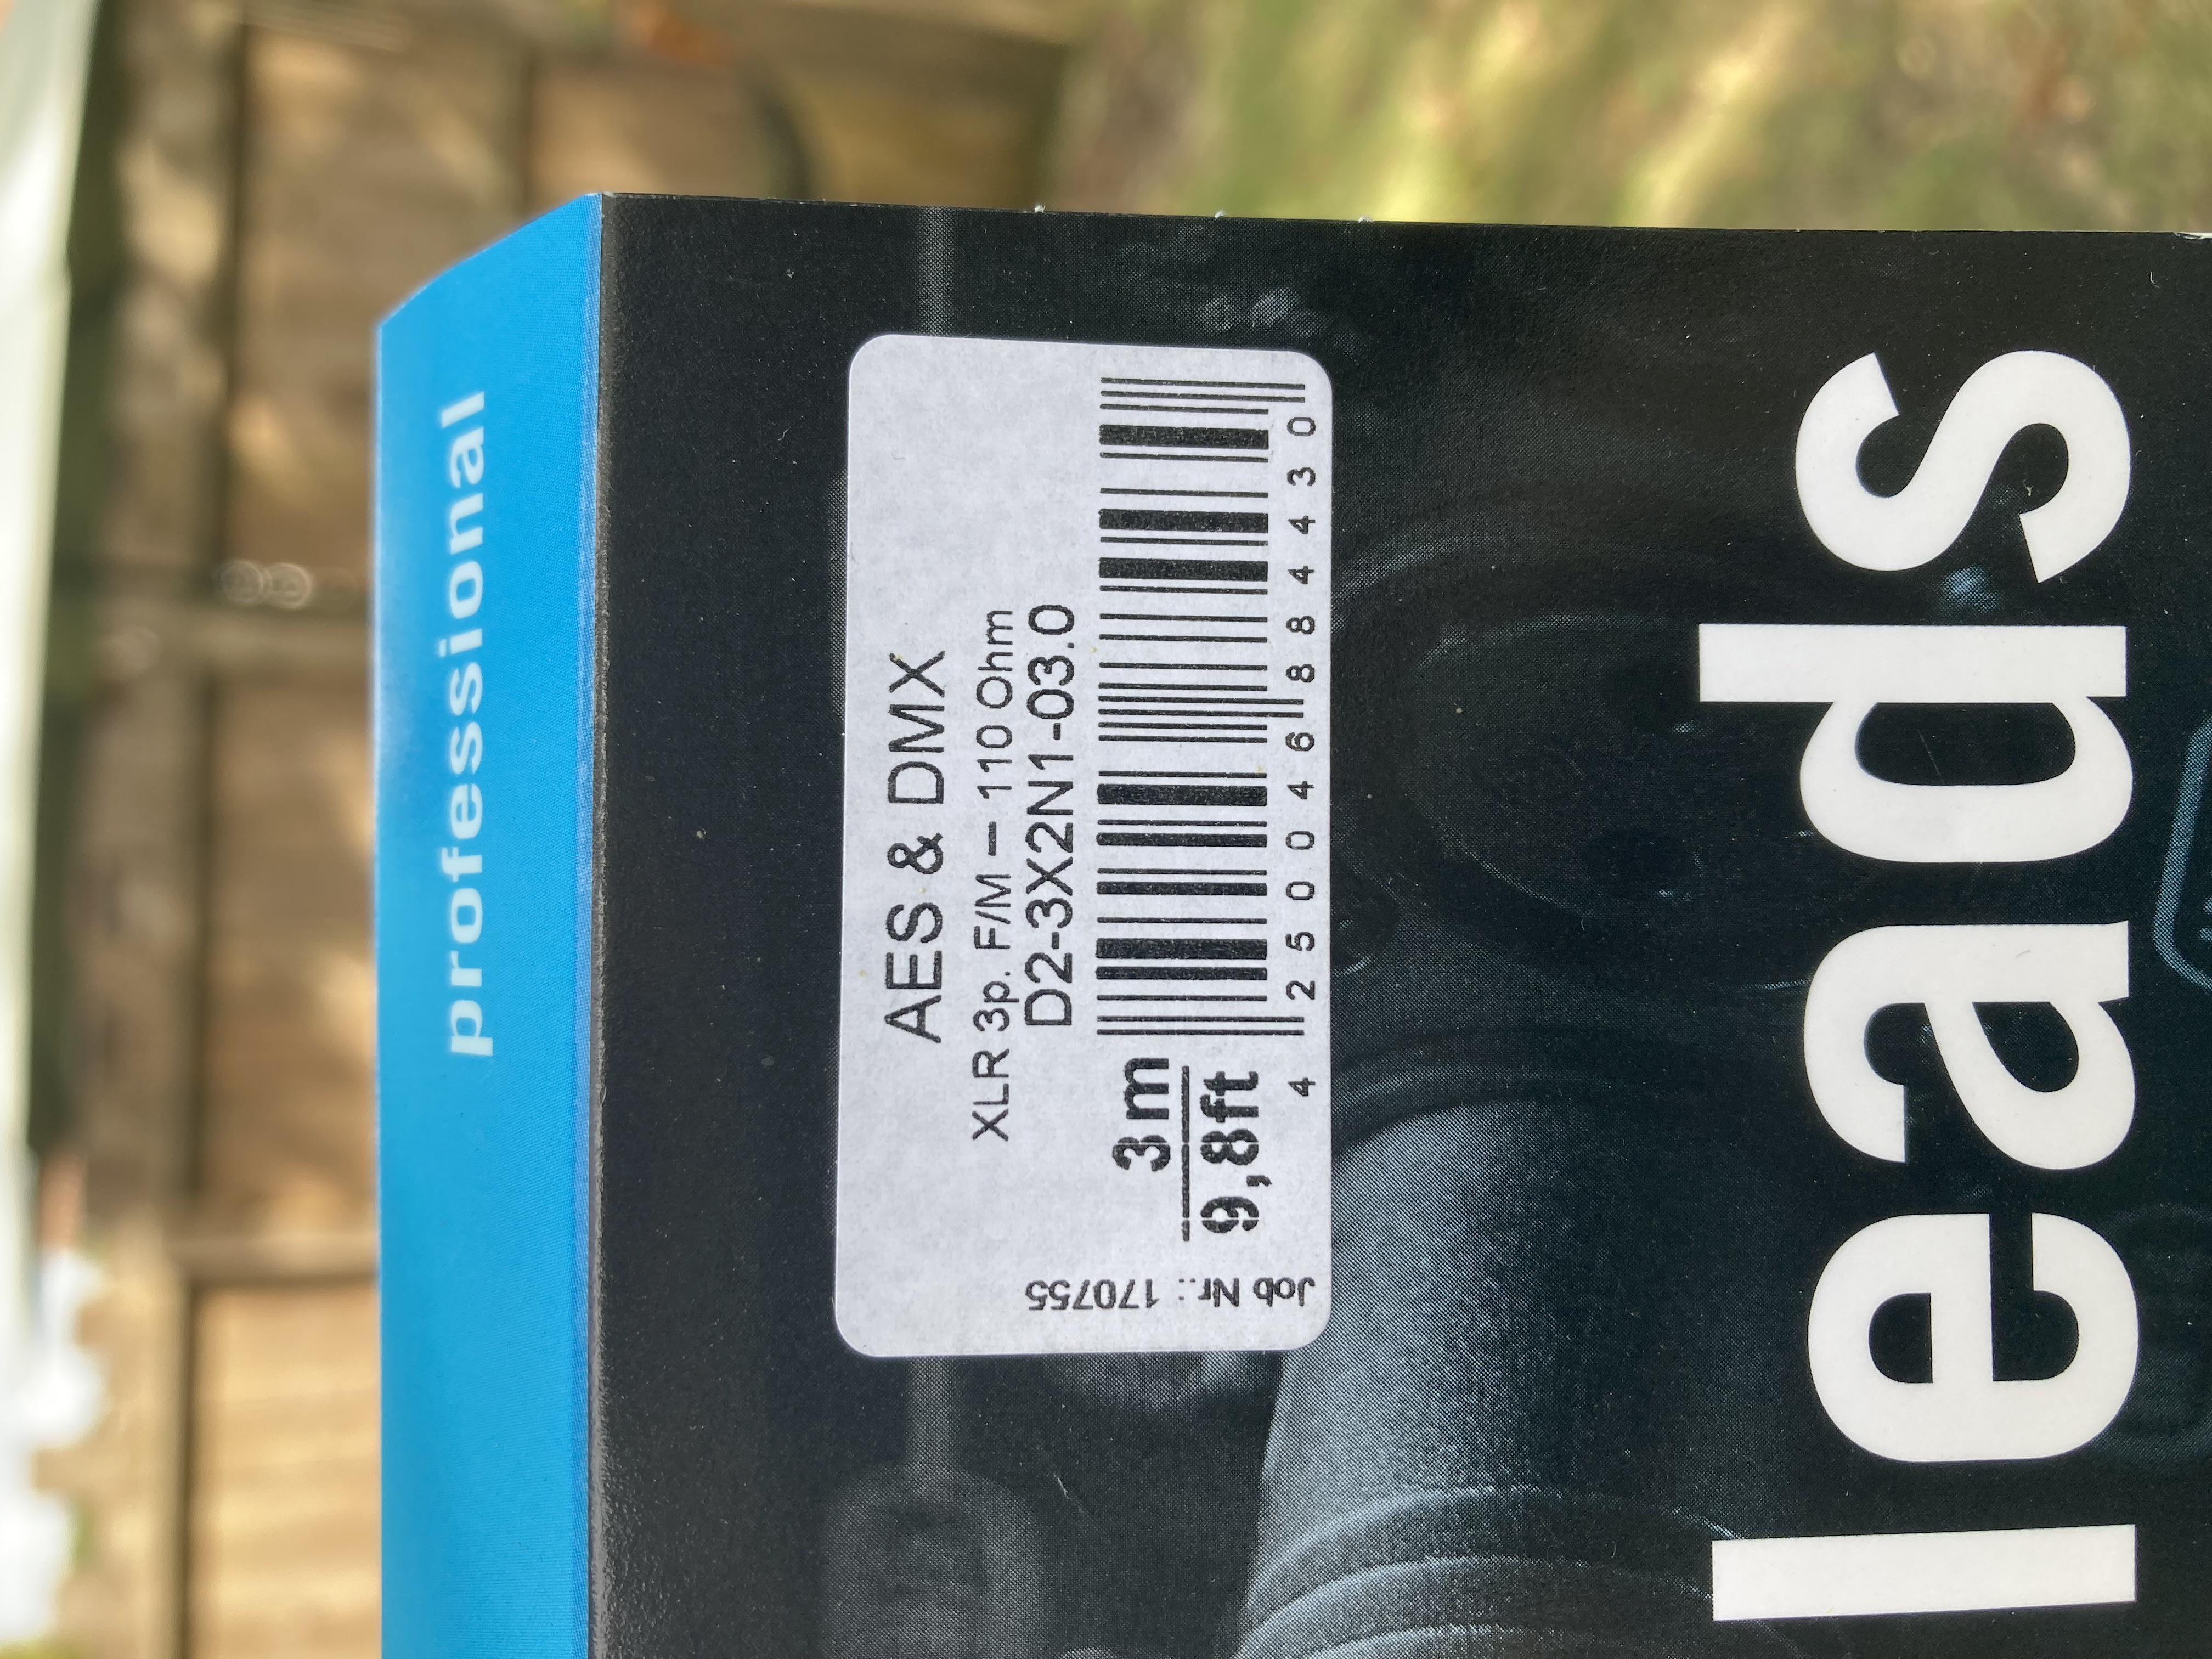 professional
AES & DMX
XLR 3p. F/M – 110 Ohm
D2-3X2N1-03.0
3m
9,8ft
4 250046 884430
Job Nr.: 170755
leads